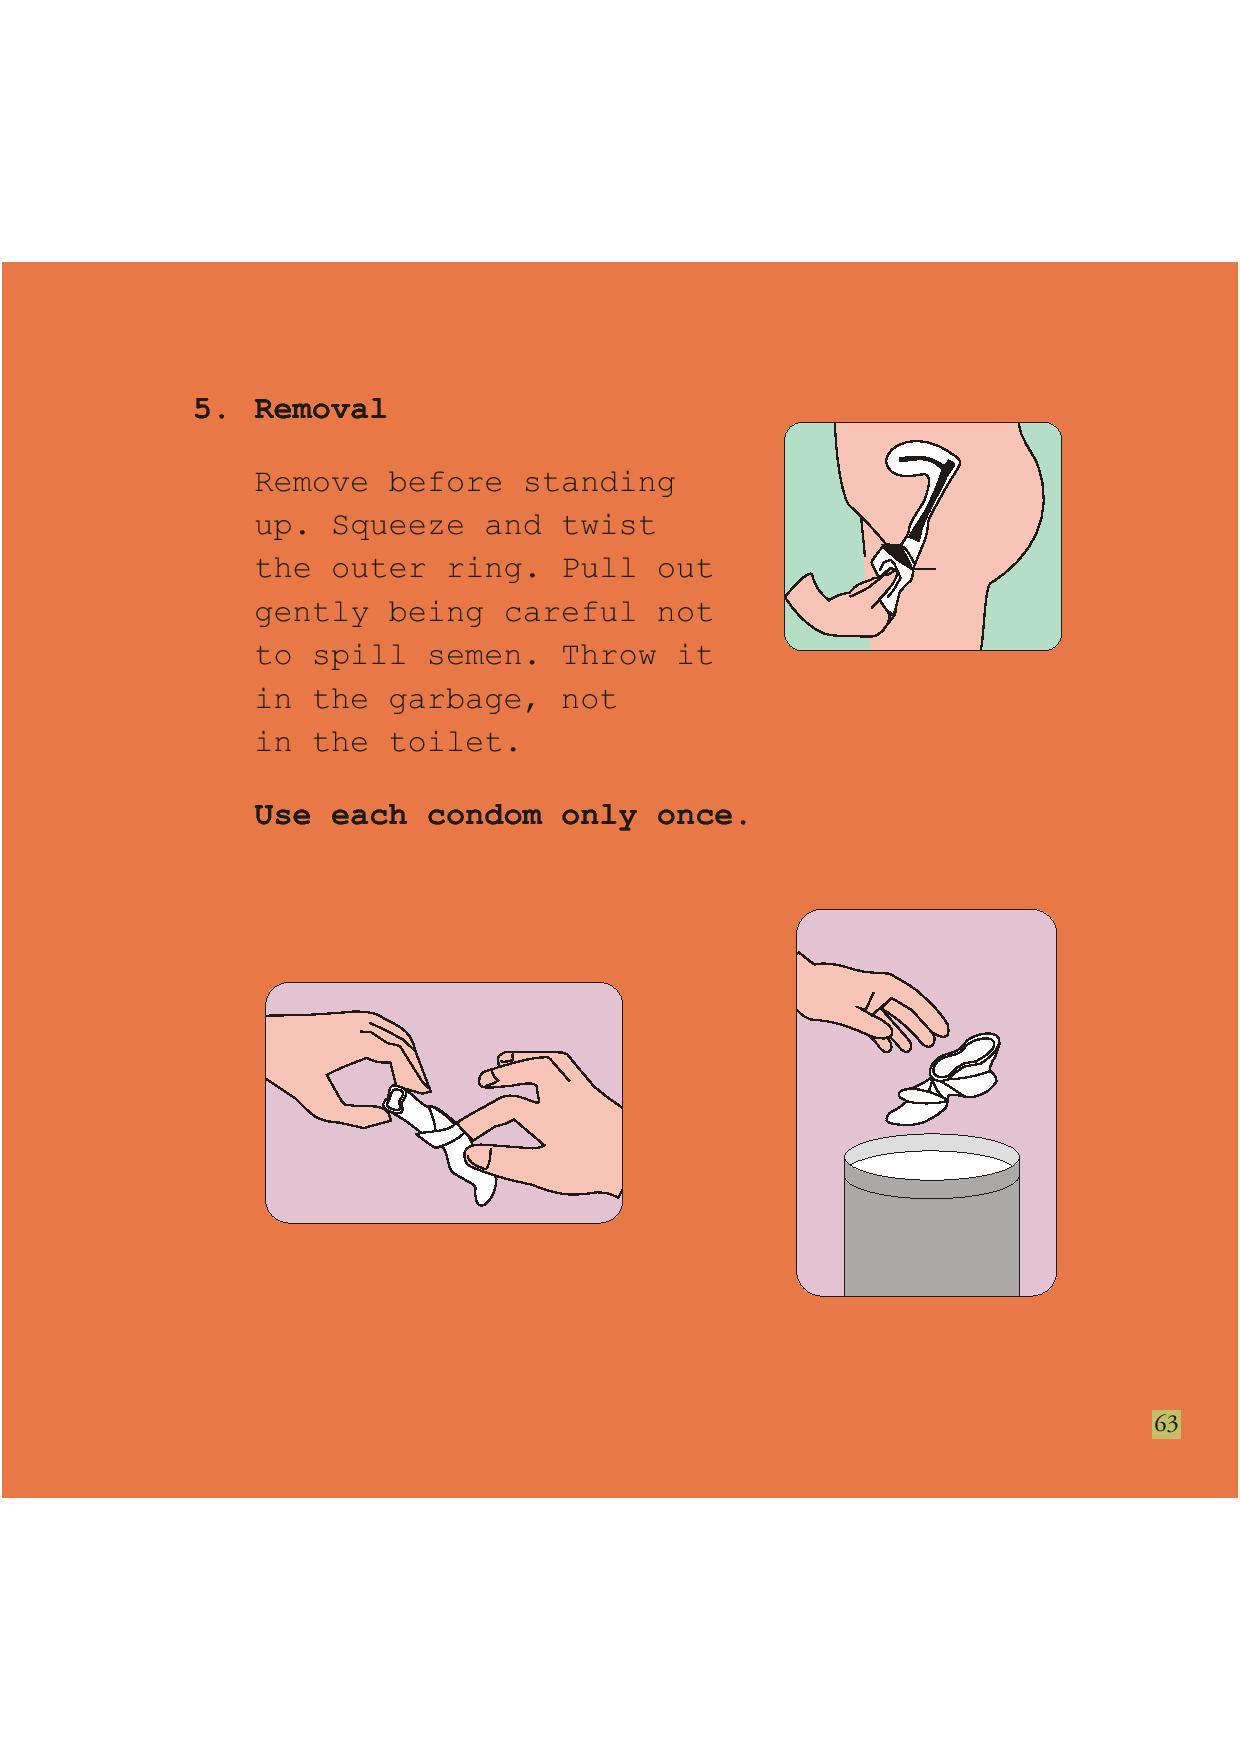 5. Removal
Remove before standing
up. Squeeze and twist
the outer ring. Pull out
gently being careful not
to spill semen. Throw it
in the garbage, not
in the toilet.
Use each condom only once.
63